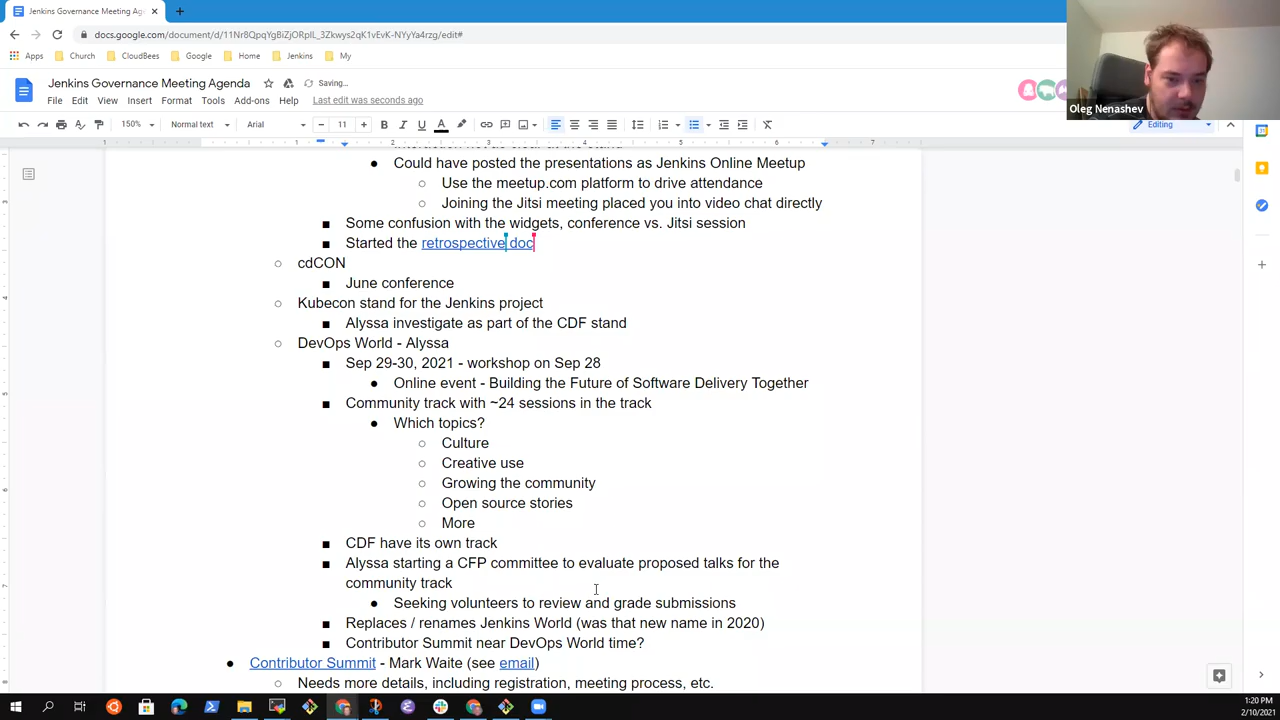 Jenkins Governance Meeting Ag
docs.google.com/document/d/11Nr8QpqYgBiZjORplL_3Zkwys2qK1vEvK-NYyYa4rzg/edit#
Apps Church CloudBees Google Home Jenkins My
Oleg Nenashev
Jenkins Governance Meeting Agenda Saving...
File Edit View Insert Format Tools Add-ons Help Last edit was seconds ago
150% Normal text Arial 11 Editing
1 1 2 3 4 5 6 7
Could have posted the presentations as Jenkins Online Meetup
Use the meetup.com platform to drive attendance
Joining the Jitsi meeting placed you into video chat directly
Some confusion with the widgets, conference vs. Jitsi session
Started the retrospective doc
cdCON
June conference
Kubecon stand for the Jenkins project
Alyssa investigate as part of the CDF stand
DevOps World - Alyssa
Sep 29-30, 2021 - workshop on Sep 28
Online event - Building the Future of Software Delivery Together
Community track with ~24 sessions in the track
Which topics?
Culture
Creative use
Growing the community
Open source stories
More
CDF have its own track
Alyssa starting a CFP committee to evaluate proposed talks for the
community track
Seeking volunteers to review and grade submissions
Replaces / renames Jenkins World (was that new name in 2020)
Contributor Summit near DevOps World time?
Contributor Summit - Mark Waite (see email)
Needs more details, including registration, meeting process, etc.
1:20 PM
2/10/2021